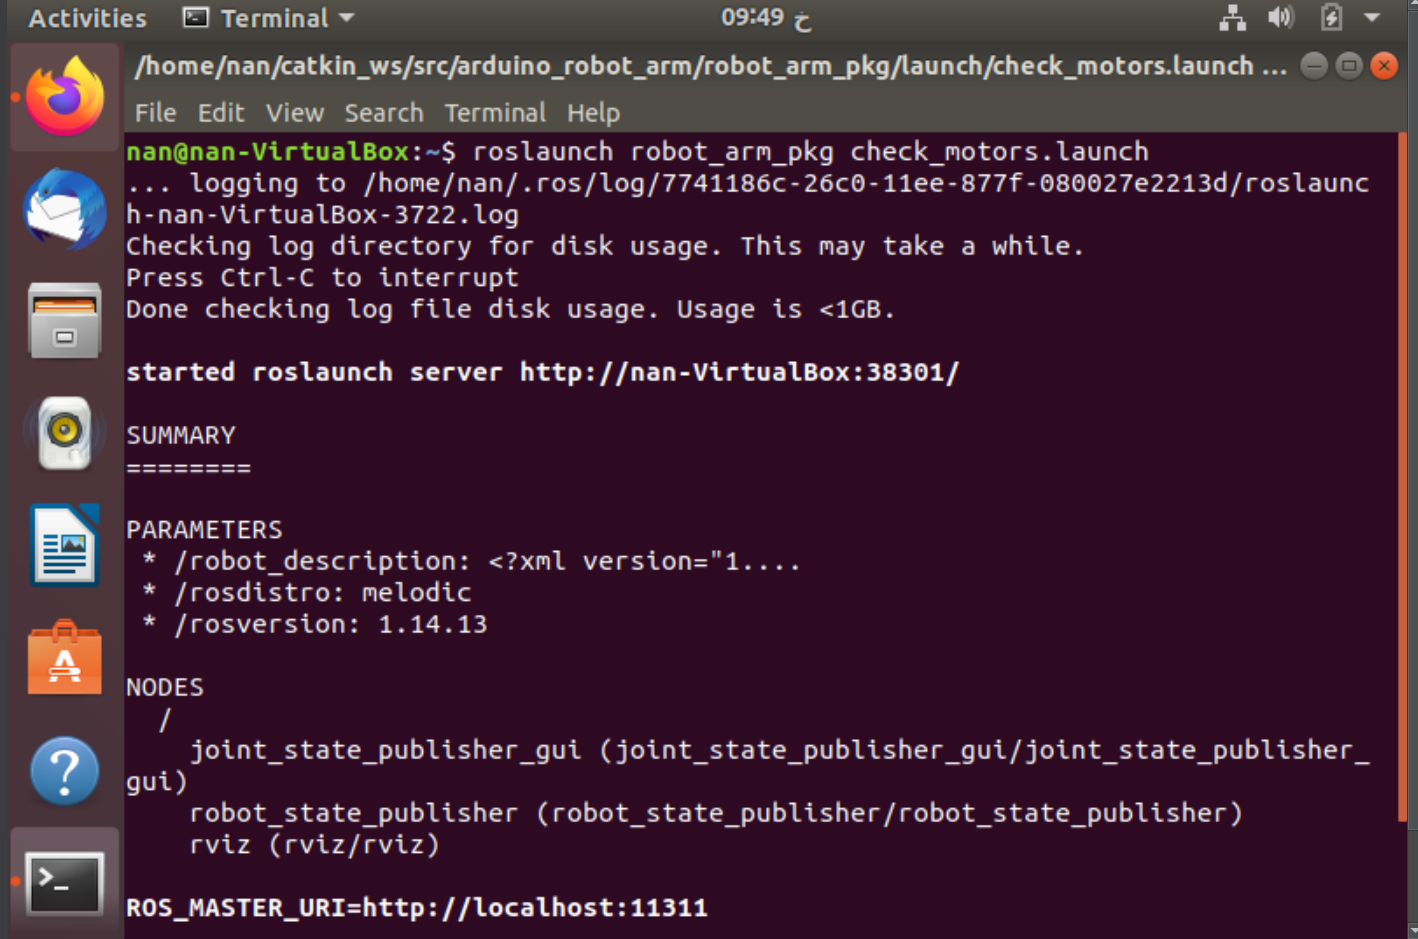 Activities
Terminal
09:49 خ
/home/nan/catkin_ws/src/arduino_robot_arm/robot_arm_pkg/launch/check_motors.launch ...
File Edit View Search Terminal Help
nan@nan-VirtualBox:~$ roslaunch robot_arm_pkg check_motors.launch
... logging to /home/nan/.ros/log/7741186c-26c0-11ee-877f-080027e2213d/roslaunc
h-nan-VirtualBox-3722.log
Checking log directory for disk usage. This may take a while.
Press Ctrl-C to interrupt
Done checking log file disk usage. Usage is <1GB.
started roslaunch server http://nan-VirtualBox:38301/
SUMMARY
========
PARAMETERS
* /robot_description: <?xml version="1....
* /rosdistro: melodic
* /rosversion: 1.14.13
NODES
/
joint_state_publisher_gui (joint_state_publisher_gui/joint_state_publisher_
gui)
robot_state_publisher (robot_state_publisher/robot_state_publisher)
rviz (rviz/rviz)
ROS_MASTER_URI=http://localhost:11311